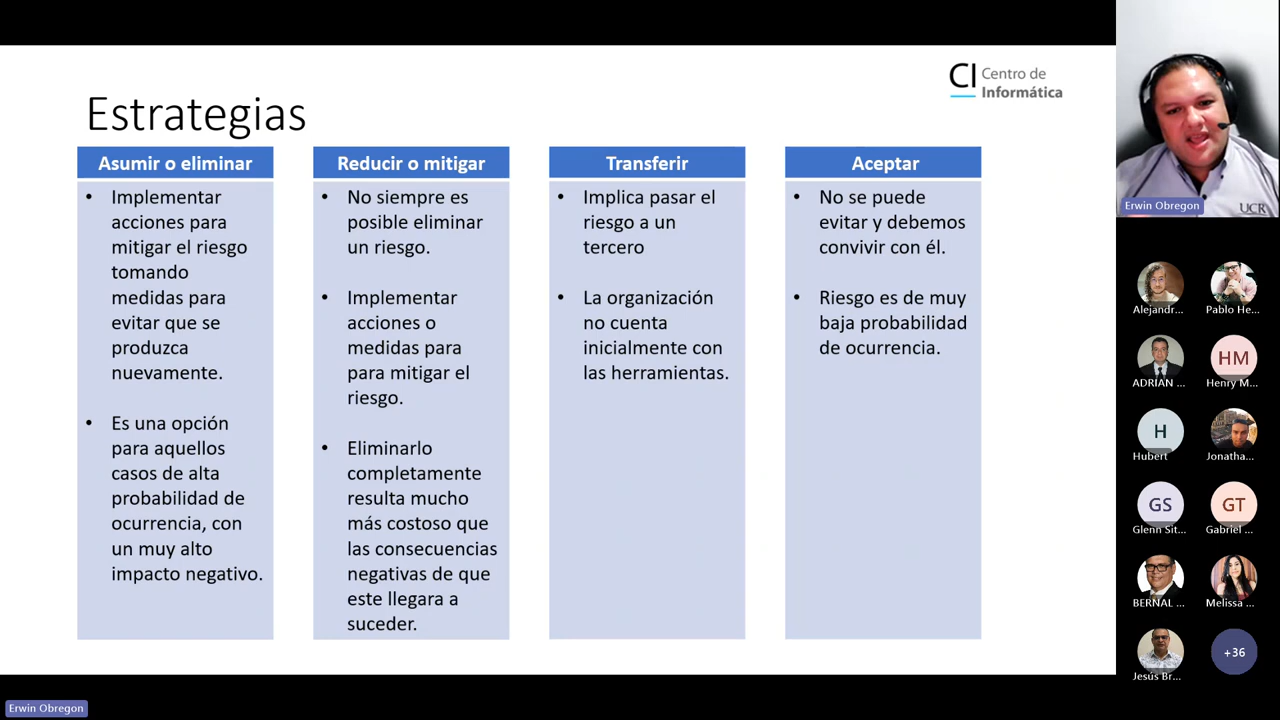 CI Centro de
Informática
Estrategias
Asumir o eliminar
• Implementar
acciones para
mitigar el riesgo
tomando
medidas para
evitar que se
produzca
nuevamente.
• Es una opción
para aquellos
casos de alta
probabilidad de
ocurrencia, con
un muy alto
impacto negativo.
Reducir o mitigar
• No siempre es
posible eliminar
un riesgo.
• Implementar
acciones o
medidas para
para mitigar el
riesgo.
• Eliminarlo
completamente
resulta mucho
más costoso que
las consecuencias
negativas de que
este llegara a
suceder.
Transferir
• Implica pasar el
riesgo a un
tercero
• La organización
no cuenta
inicialmente con
las herramientas.
Aceptar
• No se puede
evitar y debemos
convivir con él.
• Riesgo es de muy
baja probabilidad
de ocurrencia.
Erwin Obregon
UCR
Alejandr...
Pablo He...
ADRÍAN ...
HM
Henry M...
H
Hubert
Jonatha...
GS
Glenn Sit...
GT
Gabriel ...
BERNAL ...
Melissa ...
Jesús Br...
+36
Erwin Obregon